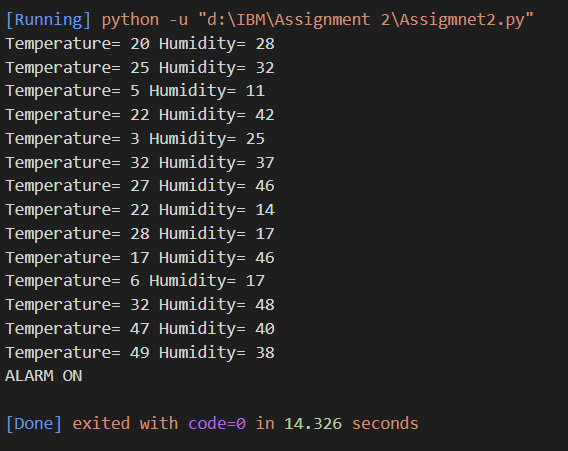 [Running] python -u "d:\IBM\Assignment 2\Assigmnet2.py"
Temperature= 20 Humidity= 28
Temperature= 25 Humidity= 32
Temperature= 5 Humidity= 11
Temperature= 22 Humidity= 42
Temperature= 3 Humidity= 25
Temperature= 32 Humidity= 37
Temperature= 27 Humidity= 46
Temperature= 22 Humidity= 14
Temperature= 28 Humidity= 17
Temperature= 17 Humidity= 46
Temperature= 6 Humidity= 17
Temperature= 32 Humidity= 48
Temperature= 47 Humidity= 40
Temperature= 49 Humidity= 38
ALARM ON
[Done] exited with code=0 in 14.326 seconds